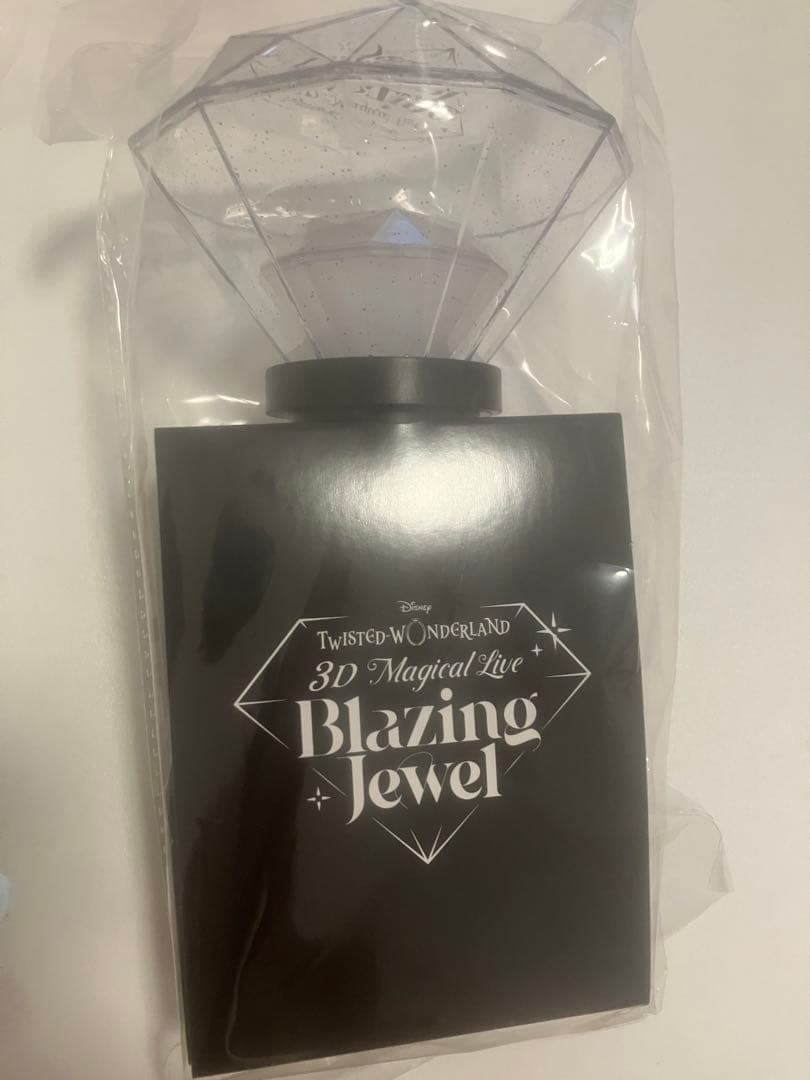 Disney
TWISTED-WONDERLAND
3D Magical Live
Blazing
Jewel